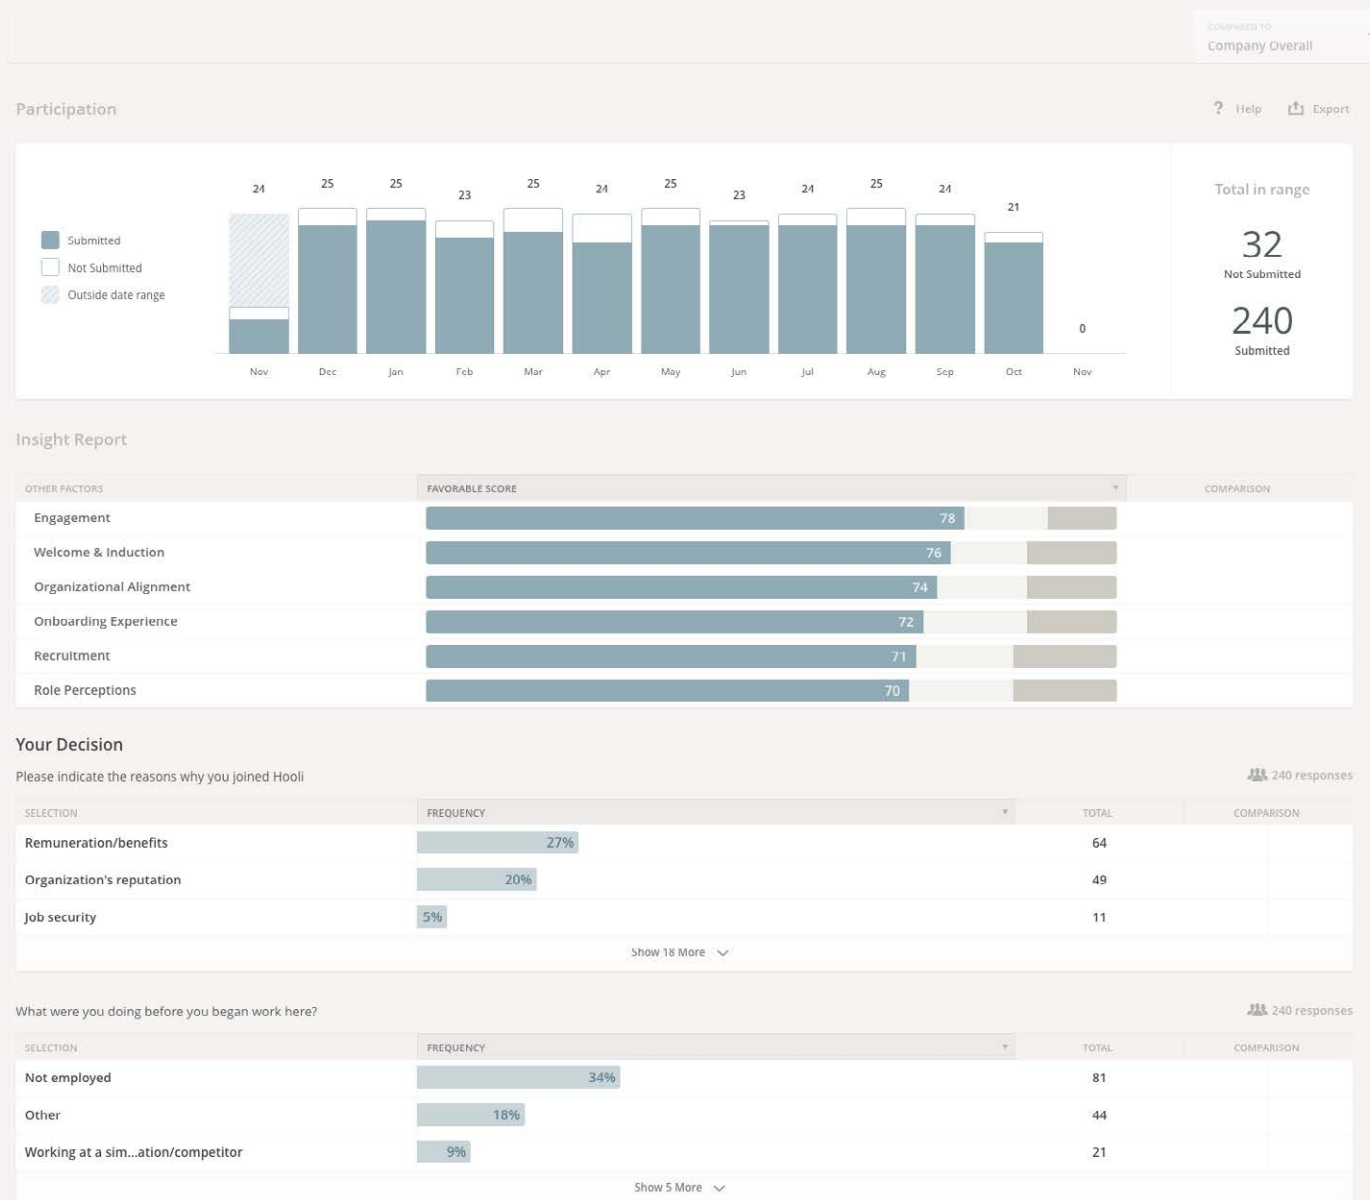 COMPARED TO
Company Overall
Participation
? Help Export
24 25 25 23 25 24 25 23 24 25 24 21 0
Submitted
Not Submitted
Outside date range
Nov Dec Jan Feb Mar Apr May Jun Jul Aug Sep Oct Nov
Total in range
32
Not Submitted
240
Submitted
Insight Report
OTHER FACTORS FAVORABLE SCORE COMPARISON
Engagement 78
Welcome & Induction 76
Organizational Alignment 74
Onboarding Experience 72
Recruitment 71
Role Perceptions 70
Your Decision
Please indicate the reasons why you joined Hooli 240 responses
SELECTION FREQUENCY TOTAL COMPARISON
Remuneration/benefits 27% 64
Organization's reputation 20% 49
Job security 5% 11
Show 18 More
What were you doing before you began work here? 240 responses
SELECTION FREQUENCY TOTAL COMPARISON
Not employed 34% 81
Other 18% 44
Working at a sim...ation/competitor 9% 21
Show 5 More